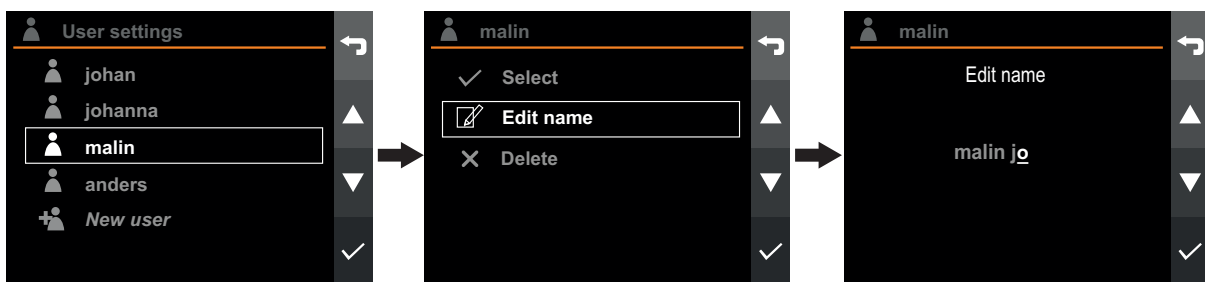 User settings
johan
johanna
malin
anders
New user
malin
Select
Edit name
Delete
malin
Edit name
malin jo